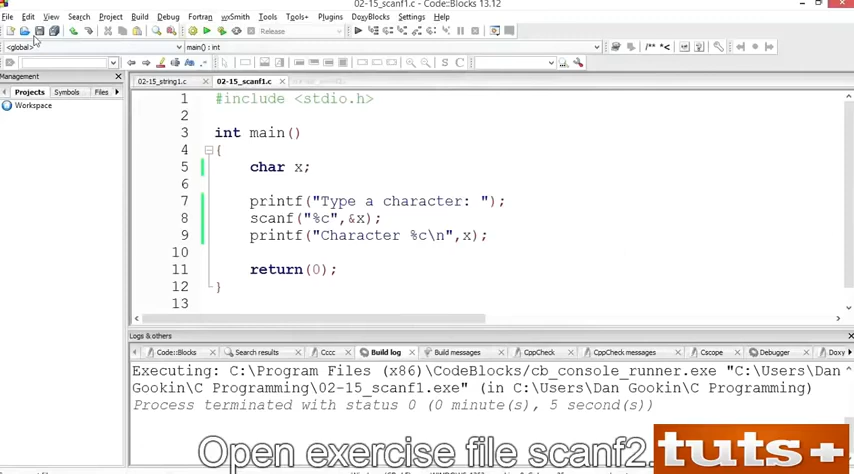 02-15_scanf1.c - Code::Blocks 13.12
File Edit View Search Project Build Debug Fortran wxSmith Tools Tools+ Plugins DoxyBlocks Settings Help
Release
<global> main() : int
/** *<
Aa
S C
Management
Projects Symbols Files
Workspace
02-15_string1.c 02-15_scanf1.c
1 #include <stdio.h>
2
3 int main()
4 {
5 char x;
6
7 printf("Type a character: ");
8 scanf("%c",&x);
9 printf("Character %c\n",x);
10
11 return(0);
12 }
13
Logs & others
Code::Blocks Search results Cccc Build log Build messages CppCheck CppCheck messages Cscope Debugger Doxy
Executing: C:\Program Files (x86)\CodeBlocks/cb_console_runner.exe "C:\Users\Dan
Gookin\C Programming\02-15_scanf1.exe" (in C:\Users\Dan Gookin\C Programming)
Process terminated with status 0 (0 minute(s), 5 second(s))
Open exercise file scanf2.
tuts+